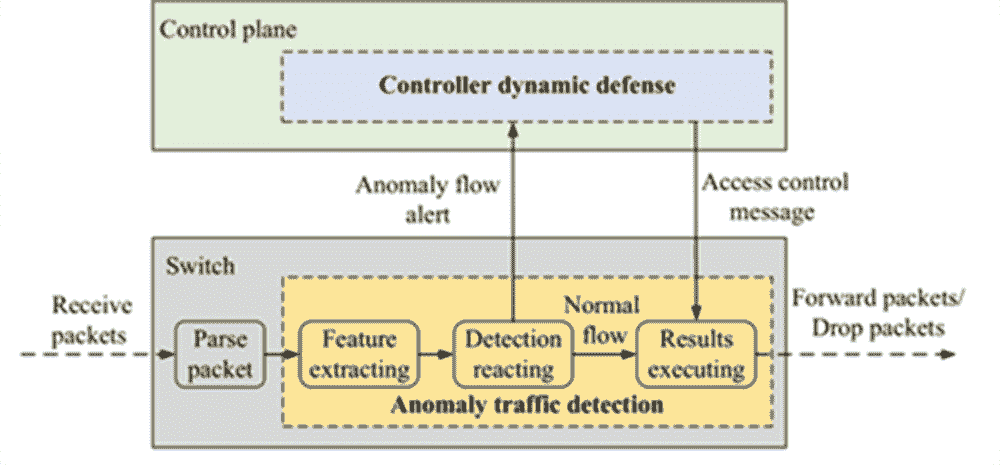 Control plane
Controller dynamic defense
Anomaly flow
alert
Access control
message
Switch
Receive
packets
Parse
packet
Feature
extracting
Detection
reacting
Normal
flow
Results
executing
Forward packets/
Drop packets
Anomaly traffic detection